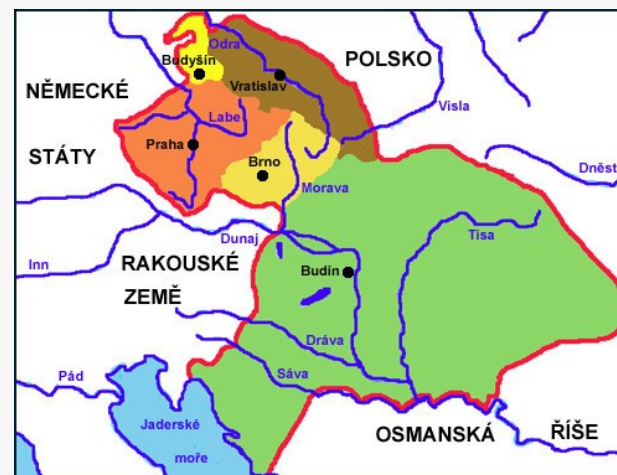 Odra
POLSKO
Budyšín
Vratislav
NĚMECKÉ
Visla
Labe
STÁTY
Praha
Brno
Dněst
Morava
Dunaj
Tisa
Inn
RAKOUSKÉ
Budín
ZEMĚ
Dráva
Sáva
Pád
Jaderské
OSMANSKÁ
ŘÍŠE
moře